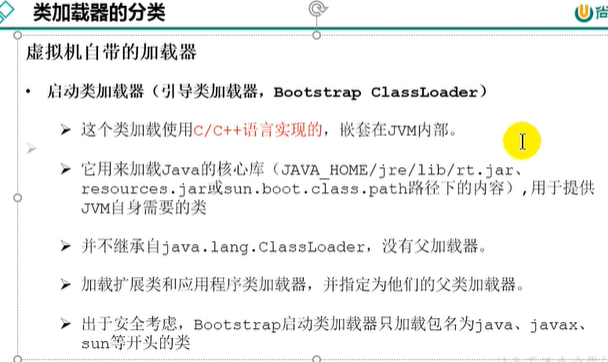 类加载器的分类
尚
虚拟机自带的加载器
• 启动类加载器（引导类加载器，Bootstrap ClassLoader）
➢ 这个类加载使用C/C++语言实现的，嵌套在JVM内部。
➢ 它用来加载Java的核心库（JAVA_HOME/jre/lib/rt.jar、
resources.jar或sun.boot.class.path路径下的内容）,用于提供
JVM自身需要的类
➢ 并不继承自java.lang.ClassLoader，没有父加载器。
➢ 加载扩展类和应用程序类加载器，并指定为他们的父类加载器。
➢ 出于安全考虑，Bootstrap启动类加载器只加载包名为java、javax、
sun等开头的类